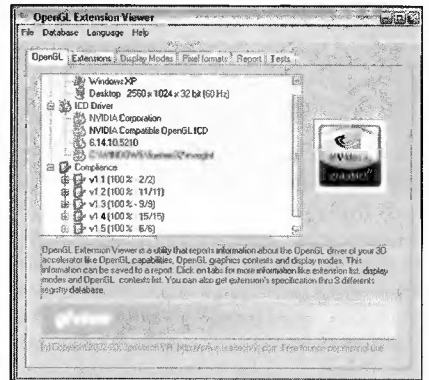 OpenGL Extension Viewer
File Database Language Help
OpenGL Extensions Display Modes Pixel formats Report Tests
Windows XP
Desktop 2560 x 1024 x 32 bit (60 Hz)
ICD Driver
NVIDIA Corporation
NVIDIA Compatible OpenGL ICD
6.14.10.5210
Compliance
v1.1 (100 % - 2/2)
v1.2 (100 % - 11/11)
v1.3 (100 % - 9/9)
v1.4 (100 % - 15/15)
v1.5 (100 % - 6/6)
OpenGL Extension Viewer is a utility that reports information about the OpenGL driver of your 3D
accelerator like OpenGL capabilities, OpenGL graphics contexts and display modes. This
information can be saved to a report. Click on tabs for more information like extension list, display
modes and OpenGL contexts list. You can also get extension's specification thru 3 differents
registry database.